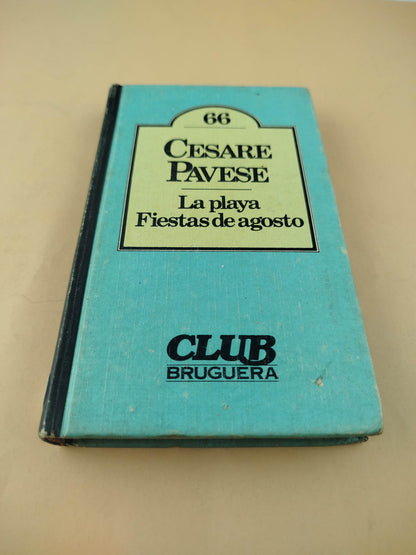 66
CESARE
PAVESE
La playa
Fiestas de agosto
CLUB
BRUGUERA